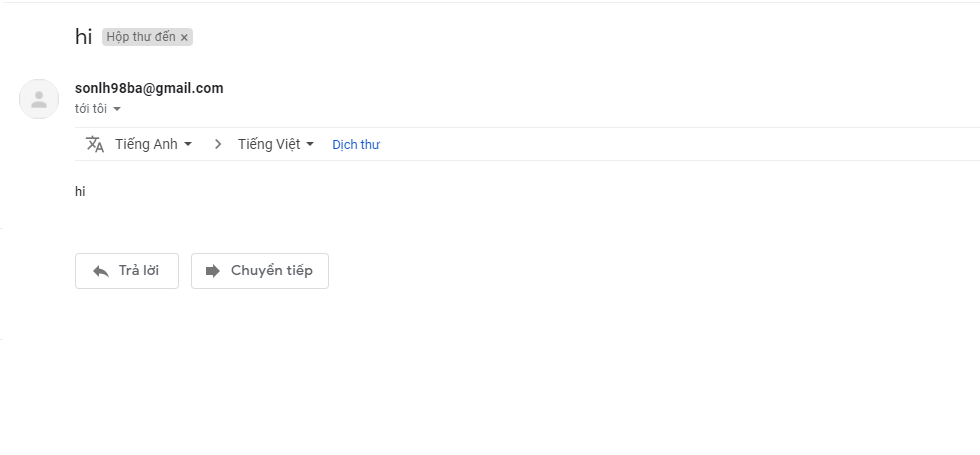 hi Hộp thư đến ×
sonlh98ba@gmail.com
tới tôi
Tiếng Anh > Tiếng Việt Dịch thư
hi
Trả lời Chuyển tiếp